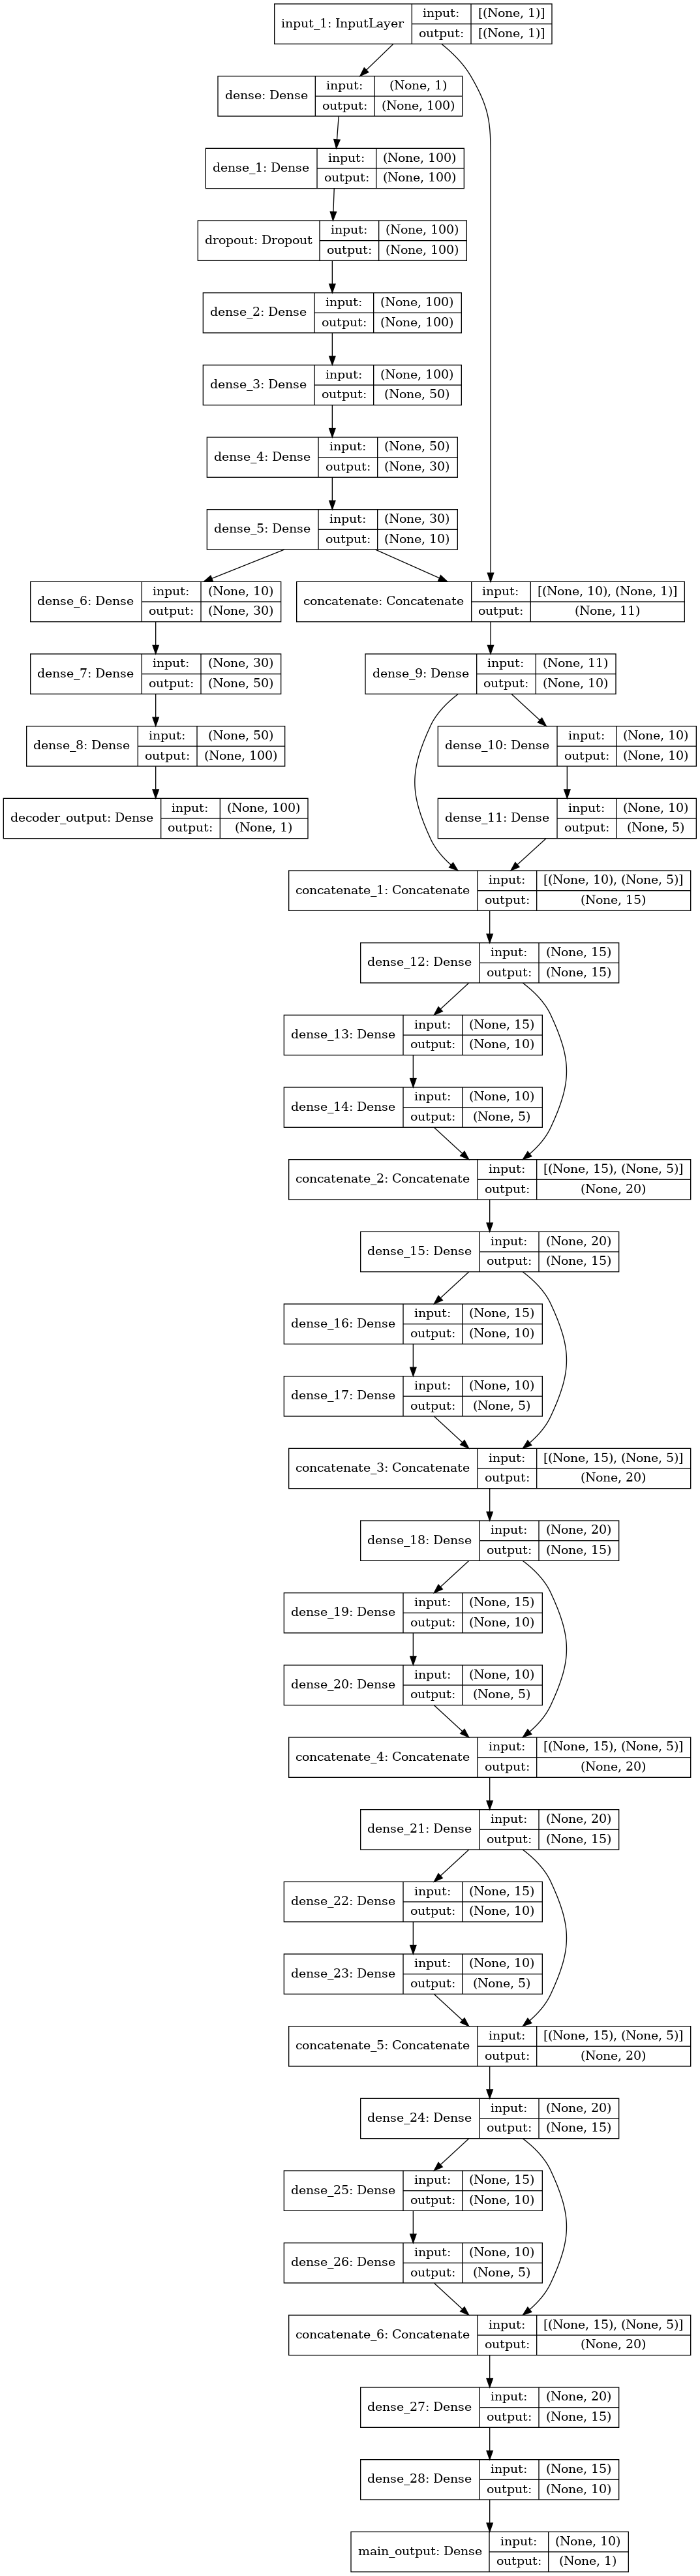 input_1: InputLayer input: [(None, 1)]
output: [(None, 1)]
dense: Dense input: (None, 1)
output: (None, 100)
dense_1: Dense input: (None, 100)
output: (None, 100)
dropout: Dropout input: (None, 100)
output: (None, 100)
dense_2: Dense input: (None, 100)
output: (None, 100)
dense_3: Dense input: (None, 100)
output: (None, 50)
dense_4: Dense input: (None, 50)
output: (None, 30)
dense_5: Dense input: (None, 30)
output: (None, 10)
dense_6: Dense input: (None, 10)
output: (None, 30)
concatenate: Concatenate input: [(None, 10), (None, 1)]
output: (None, 11)
dense_7: Dense input: (None, 30)
output: (None, 50)
dense_9: Dense input: (None, 11)
output: (None, 10)
dense_8: Dense input: (None, 50)
output: (None, 100)
dense_10: Dense input: (None, 10)
output: (None, 10)
decoder_output: Dense input: (None, 100)
output: (None, 1)
dense_11: Dense input: (None, 10)
output: (None, 5)
concatenate_1: Concatenate input: [(None, 10), (None, 5)]
output: (None, 15)
dense_12: Dense input: (None, 15)
output: (None, 15)
dense_13: Dense input: (None, 15)
output: (None, 10)
dense_14: Dense input: (None, 10)
output: (None, 5)
concatenate_2: Concatenate input: [(None, 15), (None, 5)]
output: (None, 20)
dense_15: Dense input: (None, 20)
output: (None, 15)
dense_16: Dense input: (None, 15)
output: (None, 10)
dense_17: Dense input: (None, 10)
output: (None, 5)
concatenate_3: Concatenate input: [(None, 15), (None, 5)]
output: (None, 20)
dense_18: Dense input: (None, 20)
output: (None, 15)
dense_19: Dense input: (None, 15)
output: (None, 10)
dense_20: Dense input: (None, 10)
output: (None, 5)
concatenate_4: Concatenate input: [(None, 15), (None, 5)]
output: (None, 20)
dense_21: Dense input: (None, 20)
output: (None, 15)
dense_22: Dense input: (None, 15)
output: (None, 10)
dense_23: Dense input: (None, 10)
output: (None, 5)
concatenate_5: Concatenate input: [(None, 15), (None, 5)]
output: (None, 20)
dense_24: Dense input: (None, 20)
output: (None, 15)
dense_25: Dense input: (None, 15)
output: (None, 10)
dense_26: Dense input: (None, 10)
output: (None, 5)
concatenate_6: Concatenate input: [(None, 15), (None, 5)]
output: (None, 20)
dense_27: Dense input: (None, 20)
output: (None, 15)
dense_28: Dense input: (None, 15)
output: (None, 10)
main_output: Dense input: (None, 10)
output: (None, 1)